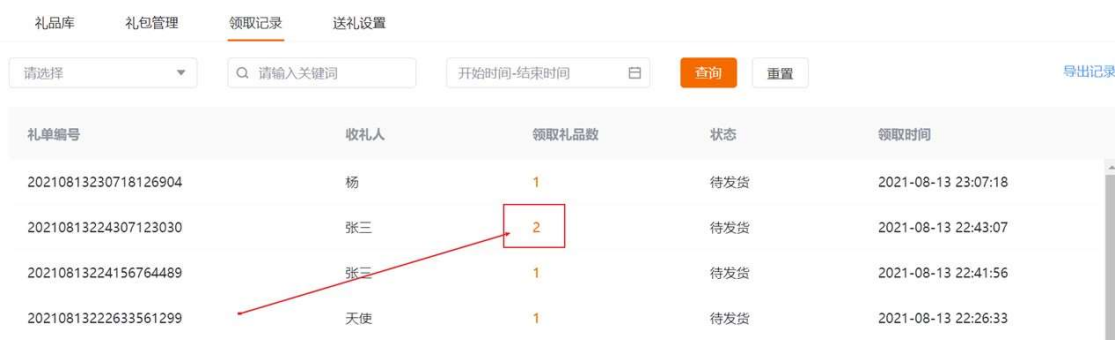 礼品库 礼包管理 领取记录 送礼设置
请选择 请输入关键词 开始时间-结束时间 查询 重置 导出记录
礼单编号 收礼人 领取礼品数 状态 领取时间
20210813230718126904 杨 1 待发货 2021-08-13 23:07:18
20210813224307123030 张三 2 待发货 2021-08-13 22:43:07
20210813224156764489 张三 1 待发货 2021-08-13 22:41:56
20210813222633561299 天使 1 待发货 2021-08-13 22:26:33